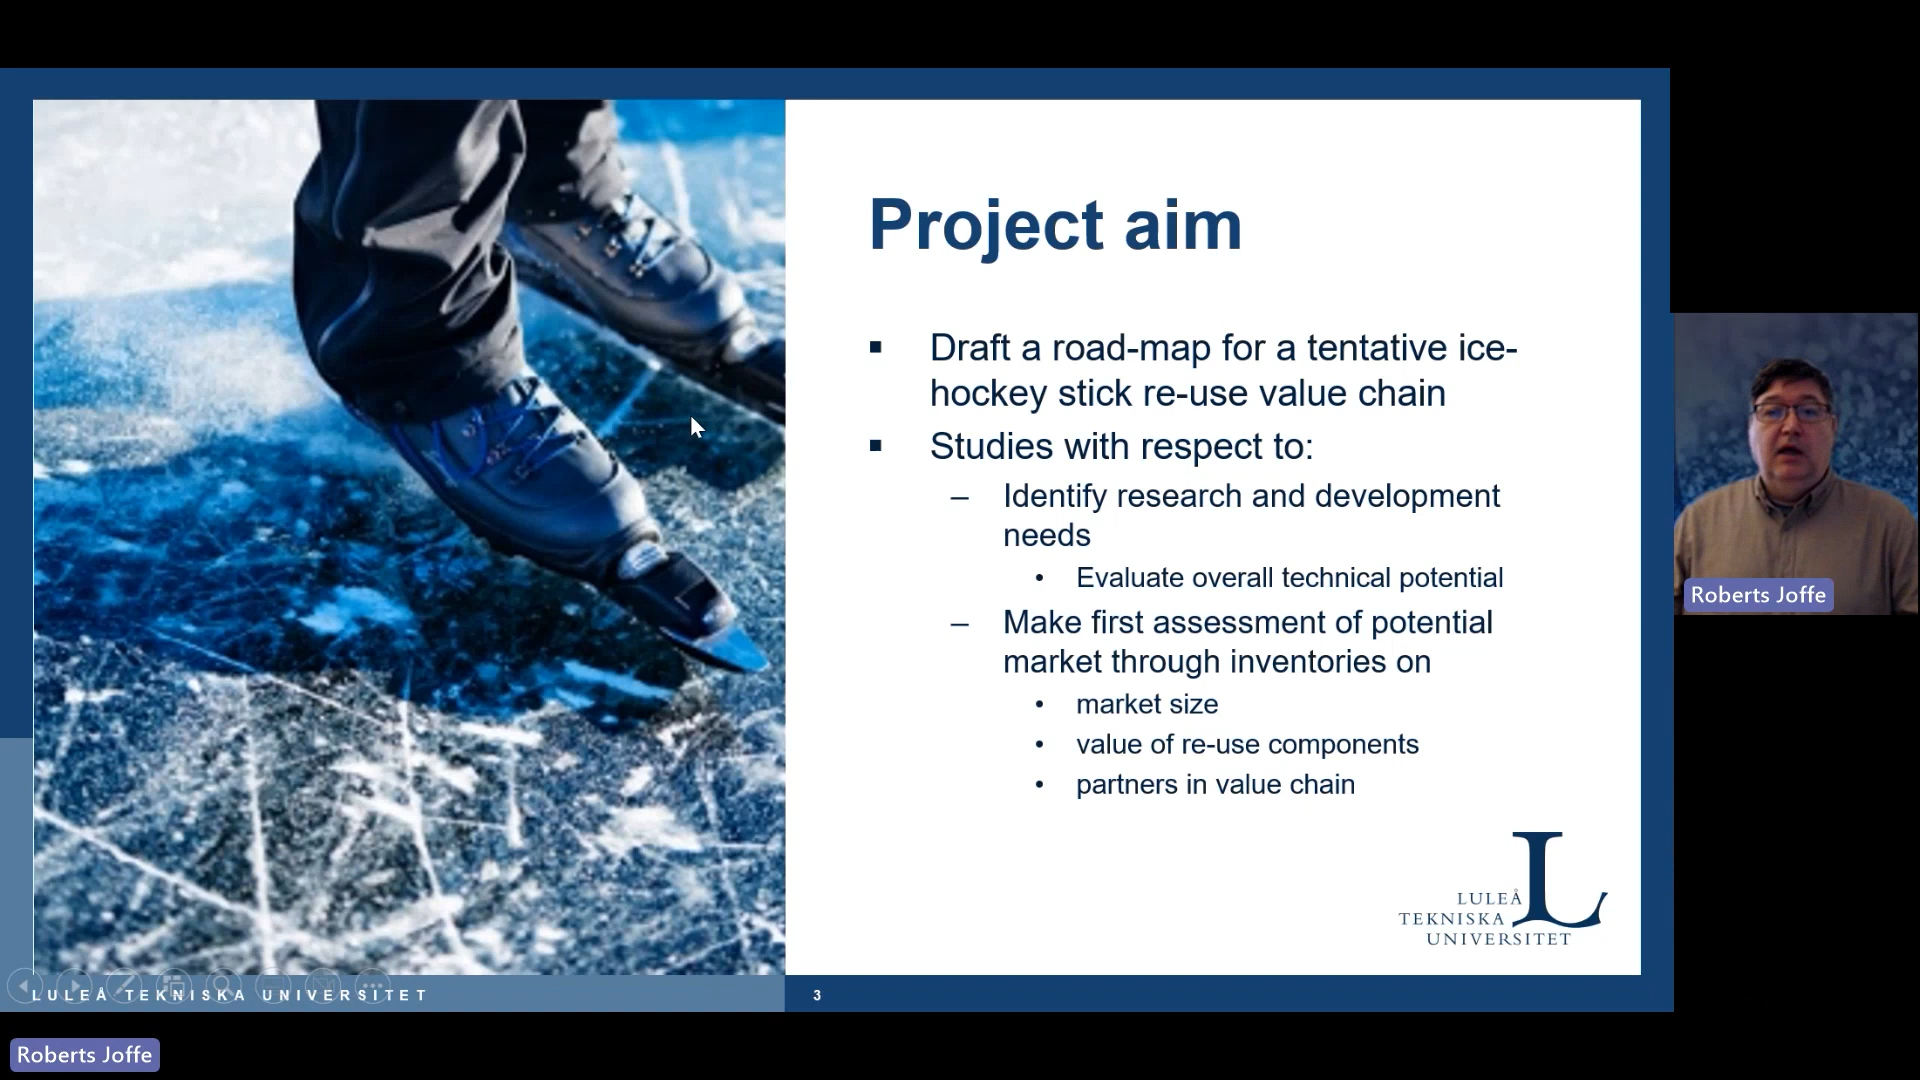 Project aim
▪ Draft a road-map for a tentative ice-
hockey stick re-use value chain
▪ Studies with respect to:
– Identify research and development
needs
• Evaluate overall technical potential
– Make first assessment of potential
market through inventories on
• market size
• value of re-use components
• partners in value chain
LULEÅ
TEKNISKA
UNIVERSITET
L
LULEÅ TEKNISKA UNIVERSITET
3
Roberts Joffe
Roberts Joffe